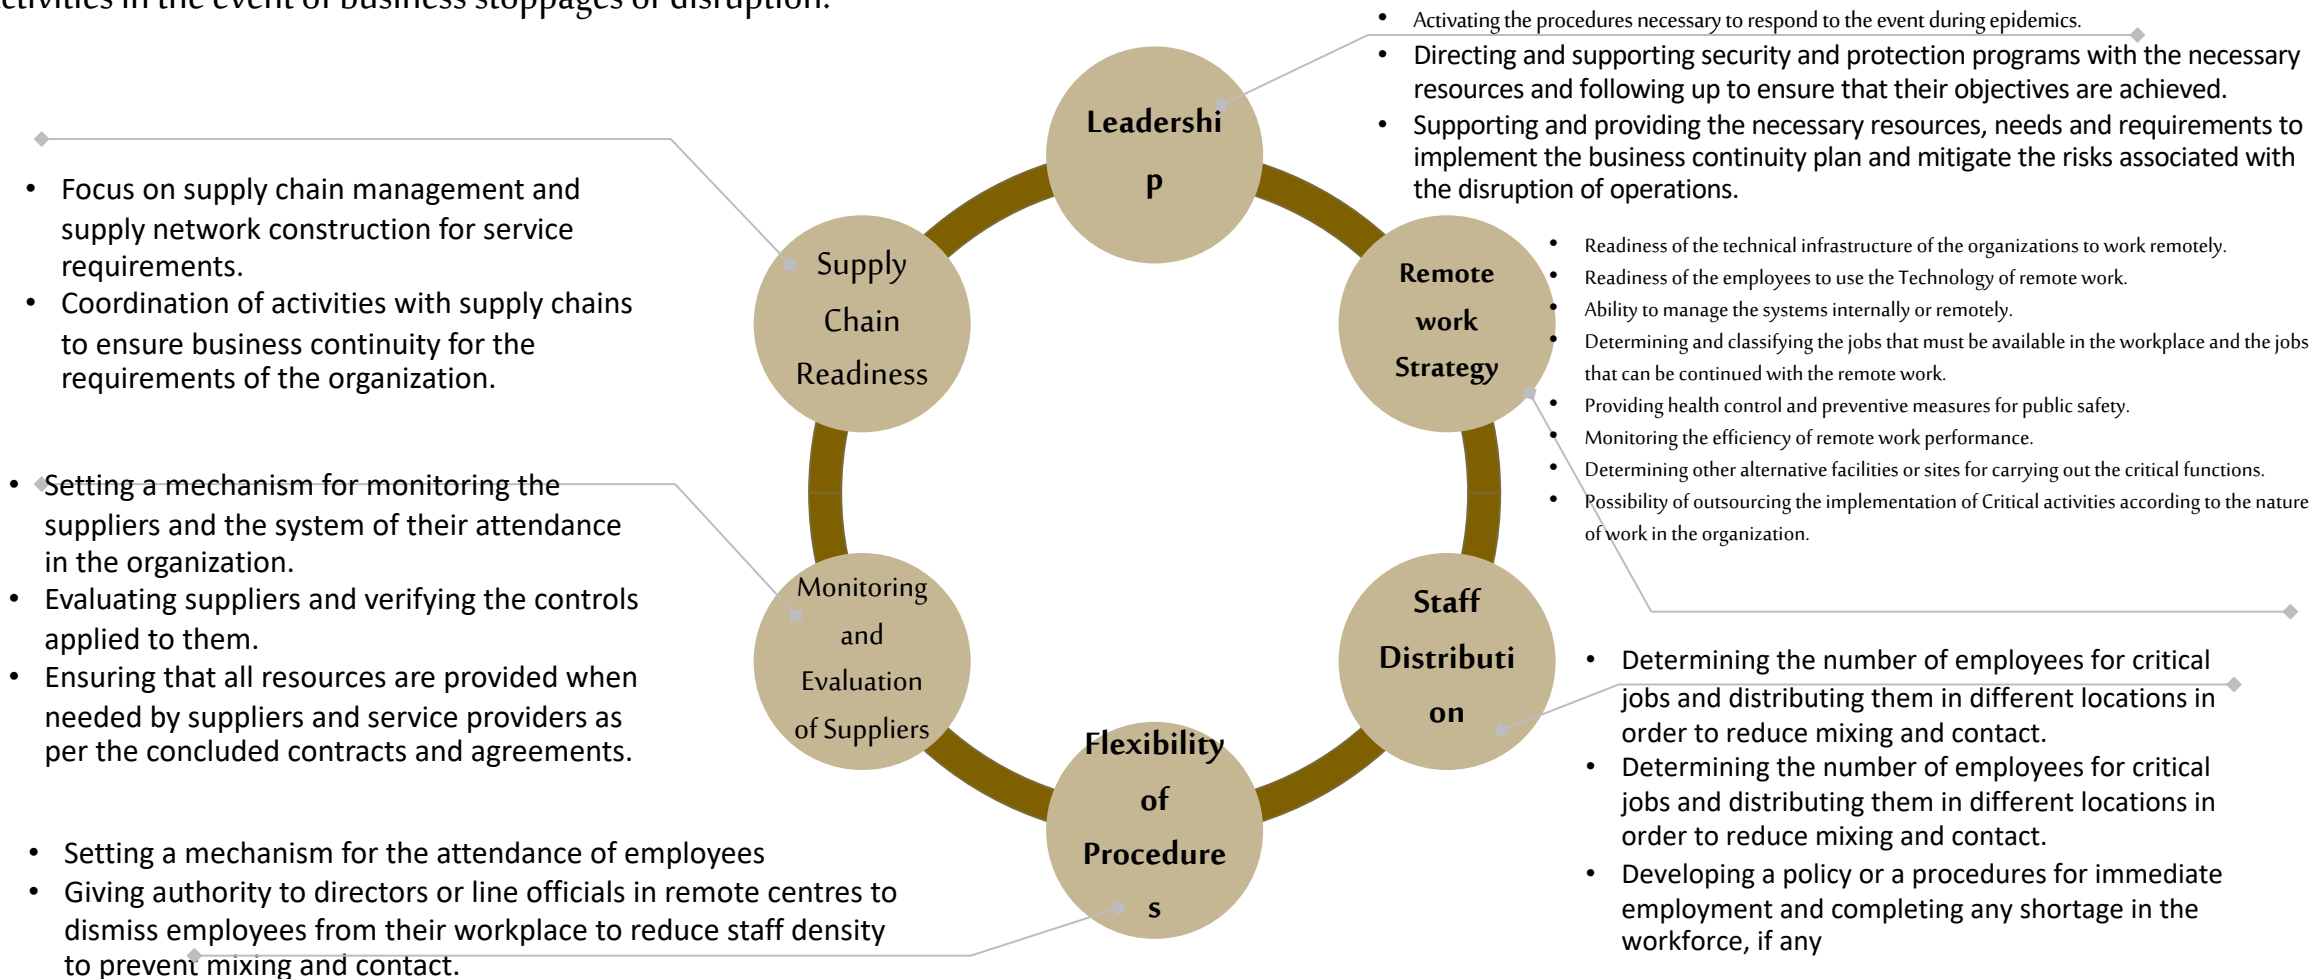 activities in the event of business stoppages or disruption.
• Activating the procedures necessary to respond to the event during epidemics.
• Directing and supporting security and protection programs with the necessary
resources and following up to ensure that their objectives are achieved.
• Supporting and providing the necessary resources, needs and requirements to
implement the business continuity plan and mitigate the risks associated with
the disruption of operations.
Leadershi
p
• Readiness of the technical infrastructure of the organizations to work remotely.
• Readiness of the employees to use the Technology of remote work.
• Ability to manage the systems internally or remotely.
• Determining and classifying the jobs that must be available in the workplace and the jobs
that can be continued with the remote work.
• Providing health control and preventive measures for public safety.
• Monitoring the efficiency of remote work performance.
• Determining other alternative facilities or sites for carrying out the critical functions.
• Possibility of outsourcing the implementation of Critical activities according to the nature
of work in the organization.
Remote
work
Strategy
Staff
Distributi
on
• Determining the number of employees for critical
jobs and distributing them in different locations in
order to reduce mixing and contact.
• Determining the number of employees for critical
jobs and distributing them in different locations in
order to reduce mixing and contact.
• Developing a policy or a procedures for immediate
employment and completing any shortage in the
workforce, if any
Flexibility
of
Procedure
s
• Setting a mechanism for the attendance of employees
• Giving authority to directors or line officials in remote centres to
dismiss employees from their workplace to reduce staff density
to prevent mixing and contact.
Monitoring
and
Evaluation
of Suppliers
• Setting a mechanism for monitoring the
suppliers and the system of their attendance
in the organization.
• Evaluating suppliers and verifying the controls
applied to them.
• Ensuring that all resources are provided when
needed by suppliers and service providers as
per the concluded contracts and agreements.
Supply
Chain
Readiness
• Focus on supply chain management and
supply network construction for service
requirements.
• Coordination of activities with supply chains
to ensure business continuity for the
requirements of the organization.